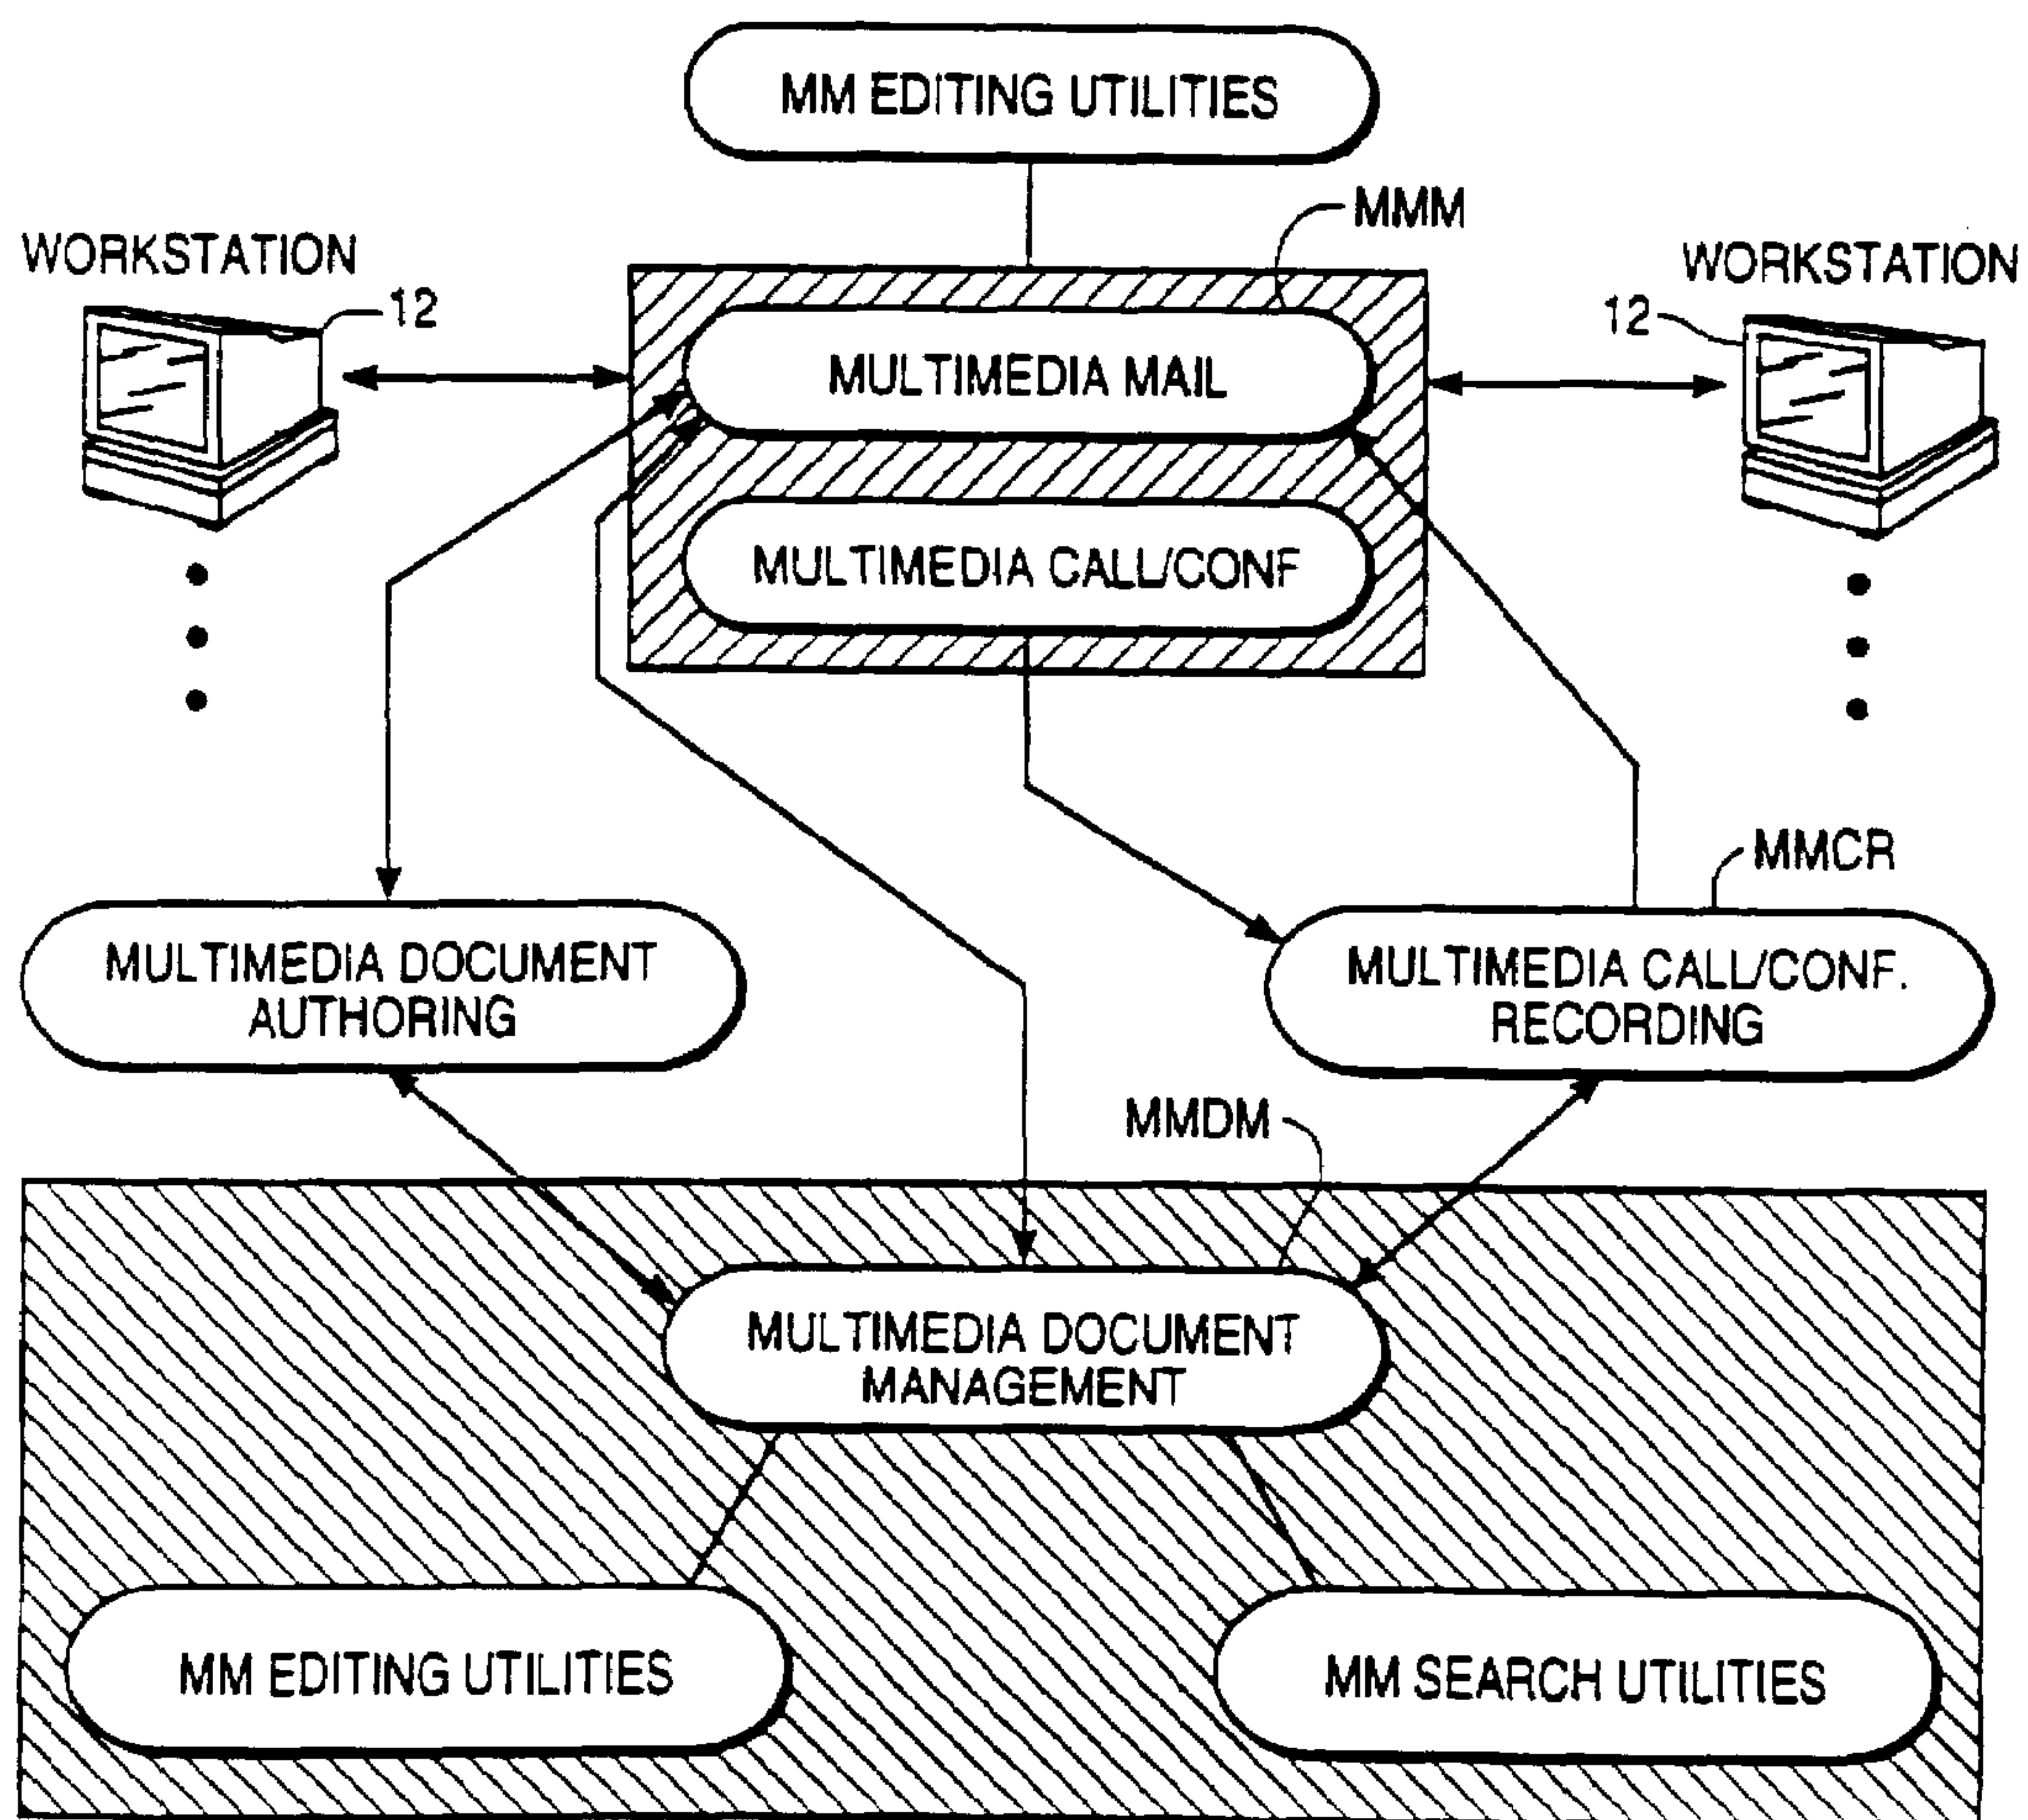 MM EDITING UTILITIES
MMM
WORKSTATION
WORKSTATION
12
12
MULTIMEDIA MAIL
MULTIMEDIA CALL/CONF
MMCR
MULTIMEDIA DOCUMENT
AUTHORING
MULTIMEDIA CALL/CONF.
RECORDING
MMDM
MULTIMEDIA DOCUMENT
MANAGEMENT
MM EDITING UTILITIES
MM SEARCH UTILITIES